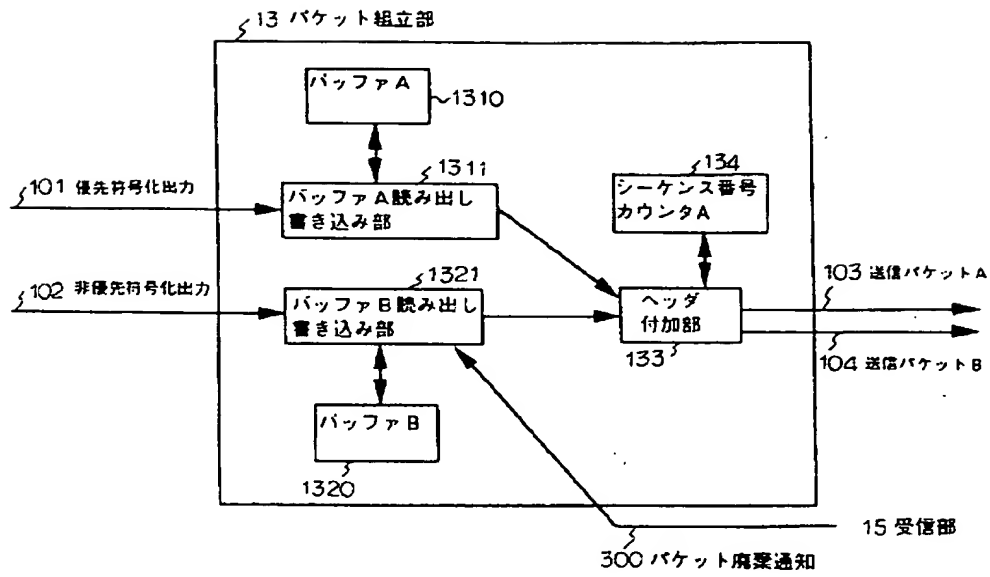 13 パケット組立部
バッファA
1310
1311
101 優先符号化出力
バッファA読み出し
書き込み部
134
シーケンス番号
カウンタA
102 非優先符号化出力
1321
バッファB読み出し
書き込み部
ヘッダ
付加部
133
103 送信パケットA
104 送信パケットB
バッファB
1320
15 受信部
300 パケット廃棄通知